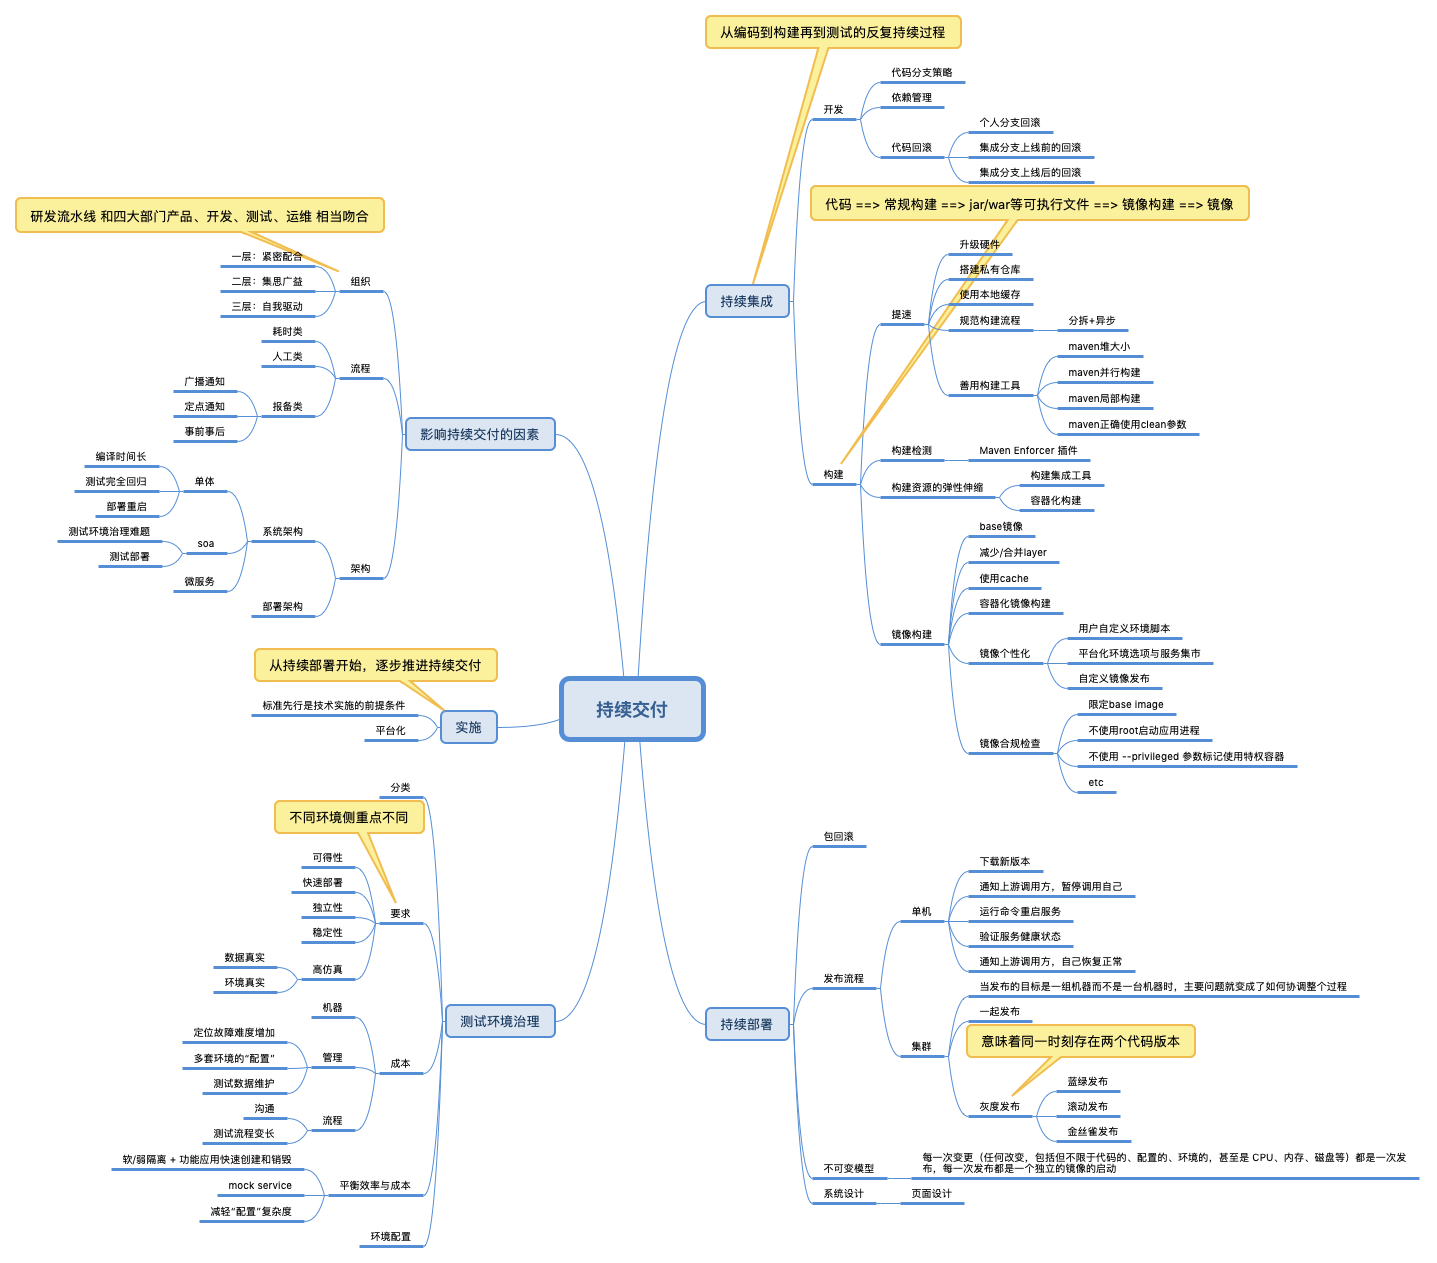 持续交付
从编码到构建再到测试的反复持续过程
持续集成
开发
代码分支策略
依赖管理
代码回滚
个人分支回滚
集成分支上线前的回滚
集成分支上线后的回滚
代码 ==> 常规构建 ==> jar/war等可执行文件 ==> 镜像构建 ==> 镜像
构建
提速
升级硬件
搭建私有仓库
使用本地缓存
规范构建流程
分拆+异步
善用构建工具
maven堆大小
maven并行构建
maven局部构建
maven正确使用clean参数
构建检测
Maven Enforcer 插件
构建资源的弹性伸缩
构建集成工具
容器化构建
镜像构建
base镜像
减少/合并layer
使用cache
容器化镜像构建
镜像个性化
用户自定义环境脚本
平台化环境选项与服务集市
自定义镜像发布
镜像合规检查
限定base image
不使用root启动应用进程
不使用 --privileged 参数标记使用特权容器
etc
持续部署
包回滚
发布流程
单机
下载新版本
通知上游调用方，暂停调用自己
运行命令重启服务
验证服务健康状态
通知上游调用方，自己恢复正常
集群
当发布的目标是一组机器而不是一台机器时，主要问题就变成了如何协调整个过程
一起发布
意味着同一时刻存在两个代码版本
灰度发布
蓝绿发布
滚动发布
金丝雀发布
不可变模型
每一次变更（任何改变，包括但不限于代码的、配置的、环境的，甚至是 CPU、内存、磁盘等）都是一次发
布，每一次发布都是一个独立的镜像的启动
系统设计
页面设计
研发流水线 和四大部门产品、开发、测试、运维 相当吻合
影响持续交付的因素
组织
一层：紧密配合
二层：集思广益
三层：自我驱动
流程
耗时类
人工类
报备类
广播通知
定点通知
事前事后
架构
系统架构
单体
编译时间长
测试完全回归
部署重启
soa
测试环境治理难题
测试部署
微服务
部署架构
从持续部署开始，逐步推进持续交付
实施
标准先行是技术实施的前提条件
平台化
测试环境治理
分类
不同环境侧重点不同
要求
可得性
快速部署
独立性
稳定性
高仿真
数据真实
环境真实
成本
机器
管理
定位故障难度增加
多套环境的“配置”
测试数据维护
流程
沟通
测试流程变长
平衡效率与成本
软/弱隔离 + 功能应用快速创建和销毁
mock service
减轻“配置”复杂度
环境配置